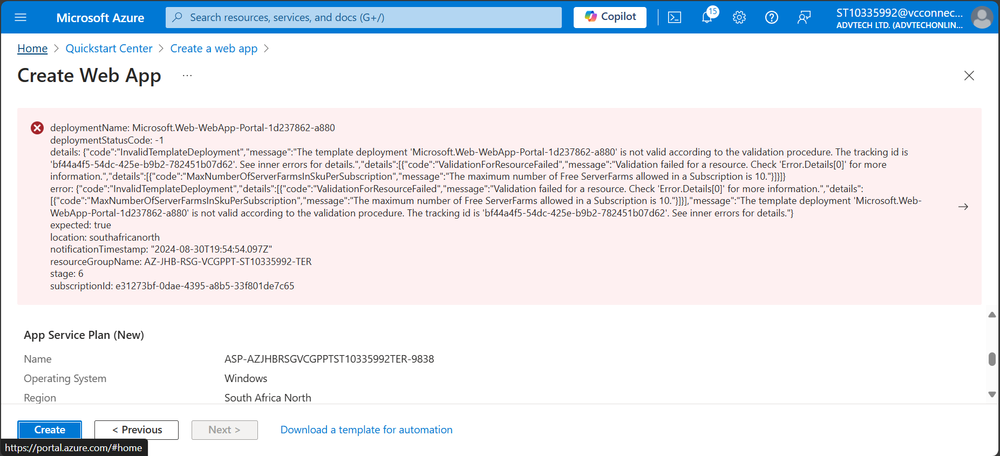 Microsoft Azure
Search resources, services, and docs (G+/)
Copilot
15
ST10335992@vcconnec...
ADVTECH LTD. (ADVTECHONLIN...
Home > Quickstart Center > Create a web app >
Create Web App ...
deploymentName: Microsoft.Web-WebApp-Portal-1d237862-a880
deploymentStatusCode: -1
details: {"code":"InvalidTemplateDeployment","message":"The template deployment 'Microsoft.Web-WebApp-Portal-1d237862-a880' is not valid according to the validation procedure. The tracking id is
'bf44a4f5-54dc-425e-b9b2-782451b07d62'. See inner errors for details.","details":[{"code":"ValidationForResourceFailed","message":"Validation failed for a resource. Check 'Error.Details[0]' for more
information.","details":[{"code":"MaxNumberOfServerFarmsInSkuPerSubscription","message":"The maximum number of Free ServerFarms allowed in a Subscription is 10."}]}]}
error: {"code":"InvalidTemplateDeployment","details":[{"code":"ValidationForResourceFailed","message":"Validation failed for a resource. Check 'Error.Details[0]' for more information.","details":
[{"code":"MaxNumberOfServerFarmsInSkuPerSubscription","message":"The maximum number of Free ServerFarms allowed in a Subscription is 10."}]}],"message":"The template deployment 'Microsoft.Web-
WebApp-Portal-1d237862-a880' is not valid according to the validation procedure. The tracking id is 'bf44a4f5-54dc-425e-b9b2-782451b07d62'. See inner errors for details."}
expected: true
location: southafricanorth
notificationTimestamp: "2024-08-30T19:54:54.097Z"
resourceGroupName: AZ-JHB-RSG-VCGPPT-ST10335992-TER
stage: 6
subscriptionId: e31273bf-0dae-4395-a8b5-33f801de7c65
App Service Plan (New)
Name ASP-AZJHBRSGVCGPPTST10335992TER-9838
Operating System Windows
Region South Africa North
Create
< Previous
Next >
Download a template for automation
https://portal.azure.com/#home